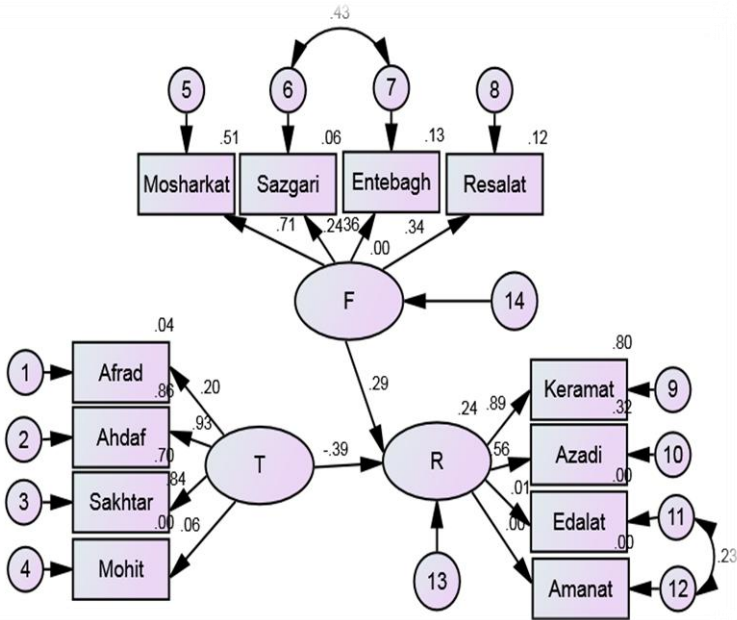 .43
5
6
7
8
.51
.06
.13
.12
Mosharkat
Sazgari
Entebagh
Resalat
.71
.24
36
.34
.00
F
14
.04
.80
1
Afrad
Keramat
9
.20
.29
.86
.32
.24
.89
2
Ahdaf
.93
Azadi
10
.70
T
-.39
R
.56
.00
3
Sakhtar
.84
.01
Edalat
11
.00
.06
.00
.00
.23
4
Mohit
13
Amanat
12